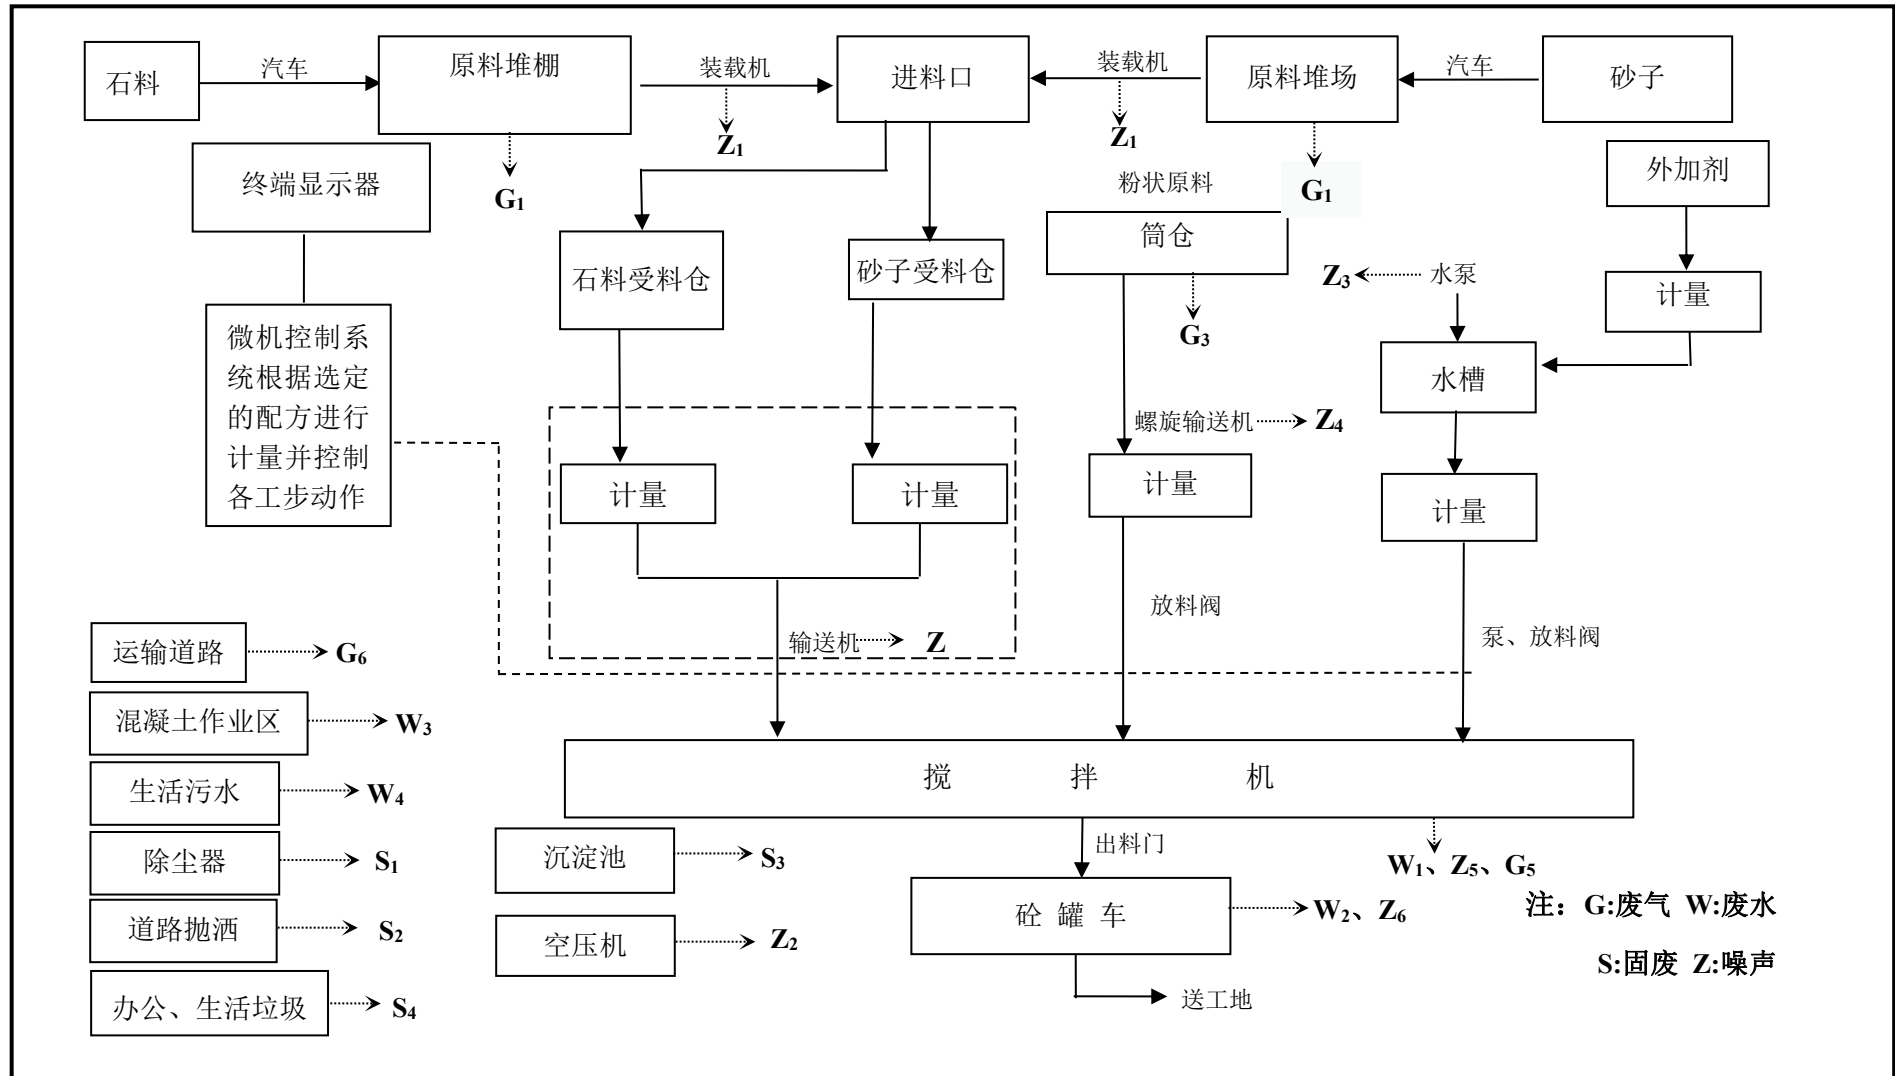 石料
汽车
原料堆棚
装载机
进料口
装载机
原料堆场
汽车
砂子
Z₁
Z₁
G₁
G₁
终端显示器
粉状原料
外加剂
石料受料仓
砂子受料仓
筒仓
Z₃
水泵
计量
G₃
微机控制系
统根据选定
的配方进行
计量并控制
各工步动作
水槽
螺旋输送机
Z₄
计量
计量
计量
计量
放料阀
输送机
Z
泵、放料阀
运输道路
G₆
混凝土作业区
W₃
搅 拌 机
生活污水
W₄
除尘器
S₁
沉淀池
S₃
出料门
W₁、Z₅、G₅
道路抛洒
S₂
空压机
Z₂
砼 罐 车
W₂、Z₆
注：G:废气 W:废水
S:固废 Z:噪声
办公、生活垃圾
S₄
送工地